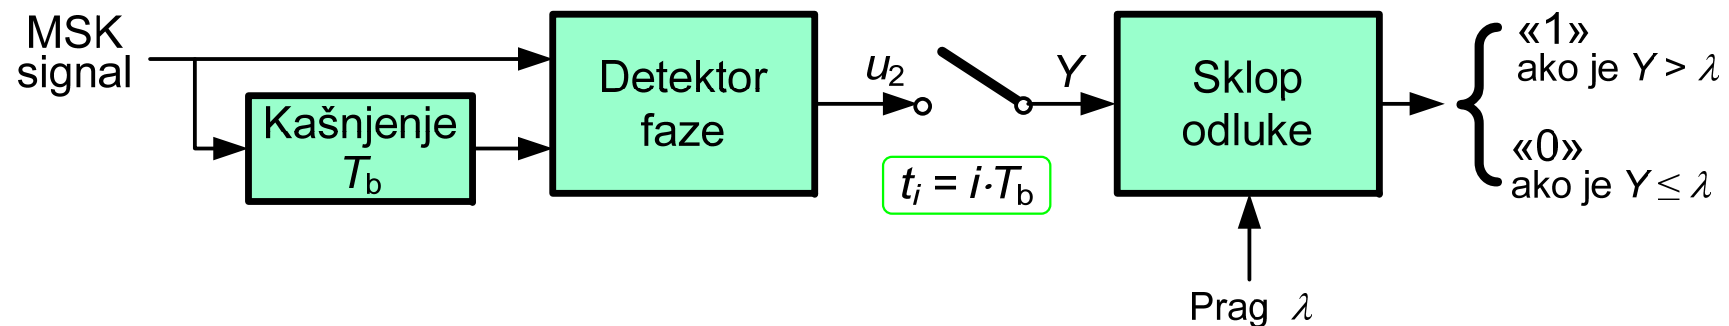 MSK
signal
Kašnjenje
T_b
Detektor
faze
u_2
t_i = i·T_b
Y
Sklop
odluke
Prag λ
«1»
ako je Y > λ
«0»
ako je Y ≤ λ